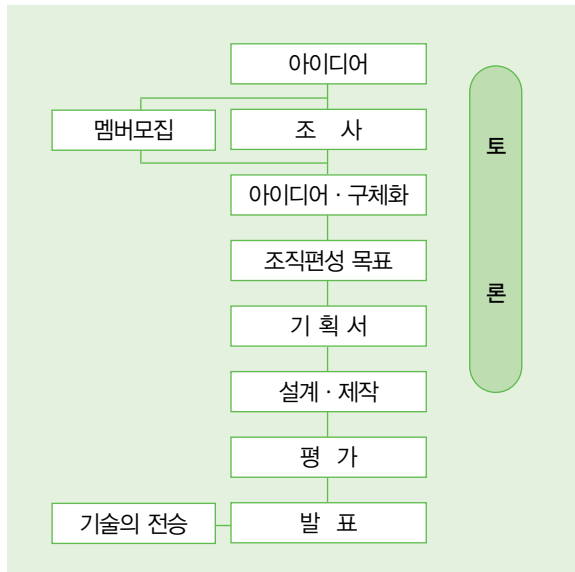 아이디어
멤버모집
조 사
아이디어 · 구체화
조직편성 목표
기 획 서
설계 · 제작
평 가
기술의 전승
발 표
토
론